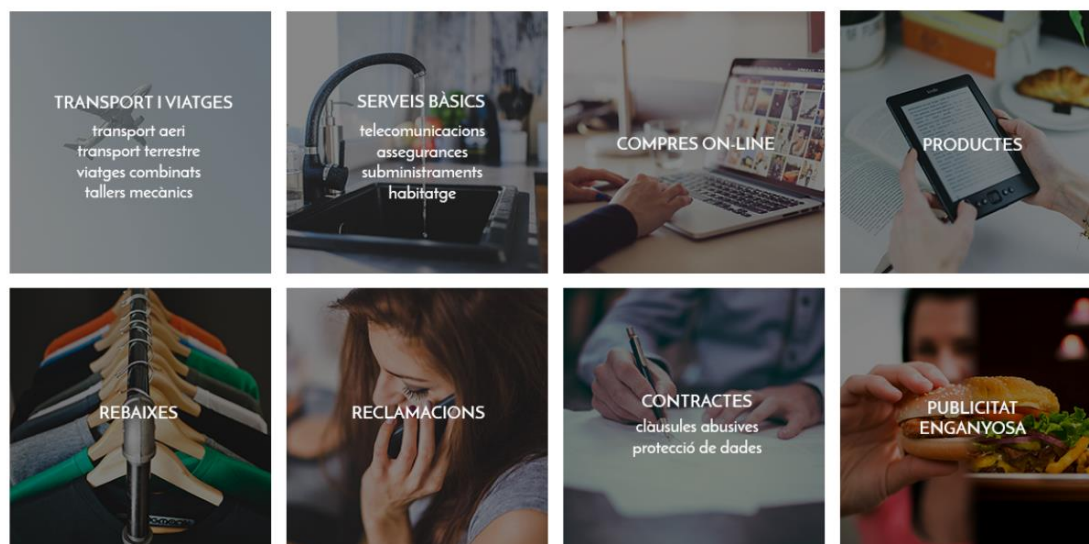 TRANSPORT I VIATGES
transport aeri
transport terrestre
viatges combinats
tallers mecànics
SERVEIS BÀSICS
telecomunicacions
assegurances
subministraments
habitatge
COMPRES ON-LINE
PRODUCTES
REBAIXES
RECLAMACIONS
CONTRACTES
clàusules abusives
protecció de dades
PUBLICITAT
ENGANYOSA